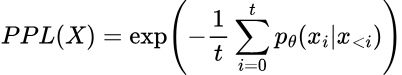 PPL(X) = exp(−1/t ∑_{i=0}^{t} p_θ(x_i|x_{<i}))